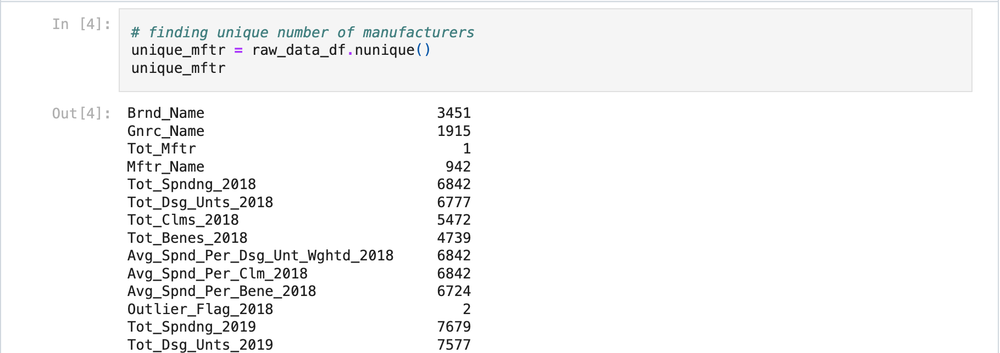 In [4]:
# finding unique number of manufacturers
unique_mftr = raw_data_df.nunique()
unique_mftr
Out[4]:
Brnd_Name 3451
Gnrc_Name 1915
Tot_Mftr 1
Mftr_Name 942
Tot_Spndng_2018 6842
Tot_Dsg_Unts_2018 6777
Tot_Clms_2018 5472
Tot_Benes_2018 4739
Avg_Spnd_Per_Dsg_Unt_Wghtd_2018 6842
Avg_Spnd_Per_Clm_2018 6842
Avg_Spnd_Per_Bene_2018 6724
Outlier_Flag_2018 2
Tot_Spndng_2019 7679
Tot_Dsg_Unts_2019 7577